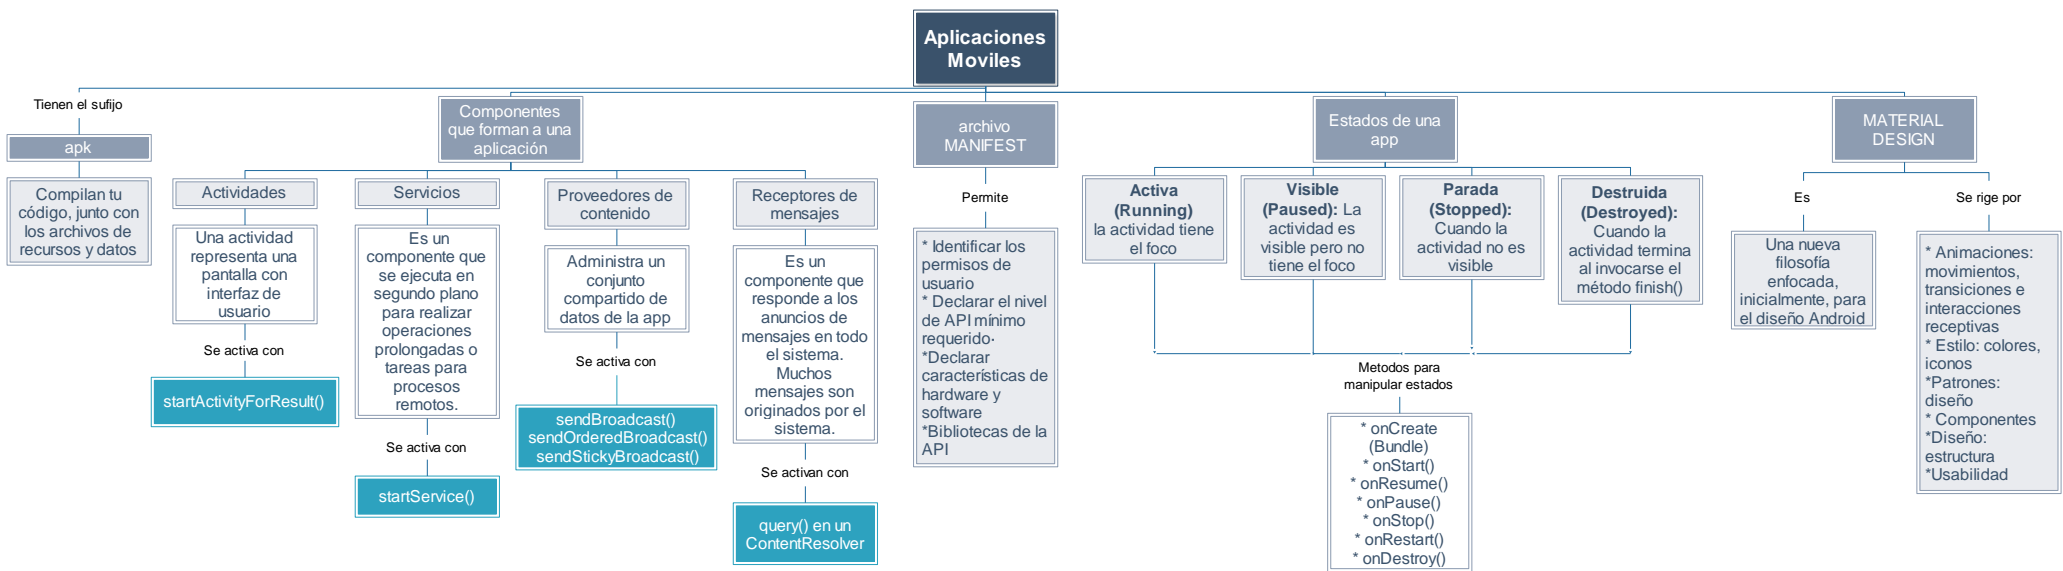 Aplicaciones
Moviles
Tienen el sufijo
apk
Compilan tu
código, junto con
los archivos de
recursos y datos
Componentes
que forman a una
aplicación
Actividades
Una actividad
representa una
pantalla con
interfaz de
usuario
Se activa con
startActivityForResult()
Servicios
Es un
componente que
se ejecuta en
segundo plano
para realizar
operaciones
prolongadas o
tareas para
procesos
remotos.
Se activa con
startService()
Proveedores de
contenido
Administra un
conjunto
compartido de
datos de la app
Se activa con
sendBroadcast()
sendOrderedBroadcast()
sendStickyBroadcast()
Receptores de
mensajes
Es un
componente que
responde a los
anuncios de
mensajes en todo
el sistema.
Muchos
mensajes son
originados por el
sistema.
Se activan con
query() en un
ContentResolver
archivo
MANIFEST
Permite
* Identificar los
permisos de
usuario
* Declarar el nivel
de API mínimo
requerido·
*Declarar
características de
hardware y
software
*Bibliotecas de la
API
Estados de una
app
Activa
(Running)
la actividad tiene
el foco
Visible
(Paused): La
actividad es
visible pero no
tiene el foco
Parada
(Stopped):
Cuando la
actividad no es
visible
Destruida
(Destroyed):
Cuando la
actividad termina
al invocarse el
método finish()
Metodos para
manipular estados
* onCreate
(Bundle)
* onStart()
* onResume()
* onPause()
* onStop()
* onRestart()
* onDestroy()
MATERIAL
DESIGN
Es
Una nueva
filosofía
enfocada,
inicialmente, para
el diseño Android
Se rige por
* Animaciones:
movimientos,
transiciones e
interacciones
receptivas
* Estilo: colores,
iconos
*Patrones:
diseño
* Componentes
*Diseño:
estructura
*Usabilidad